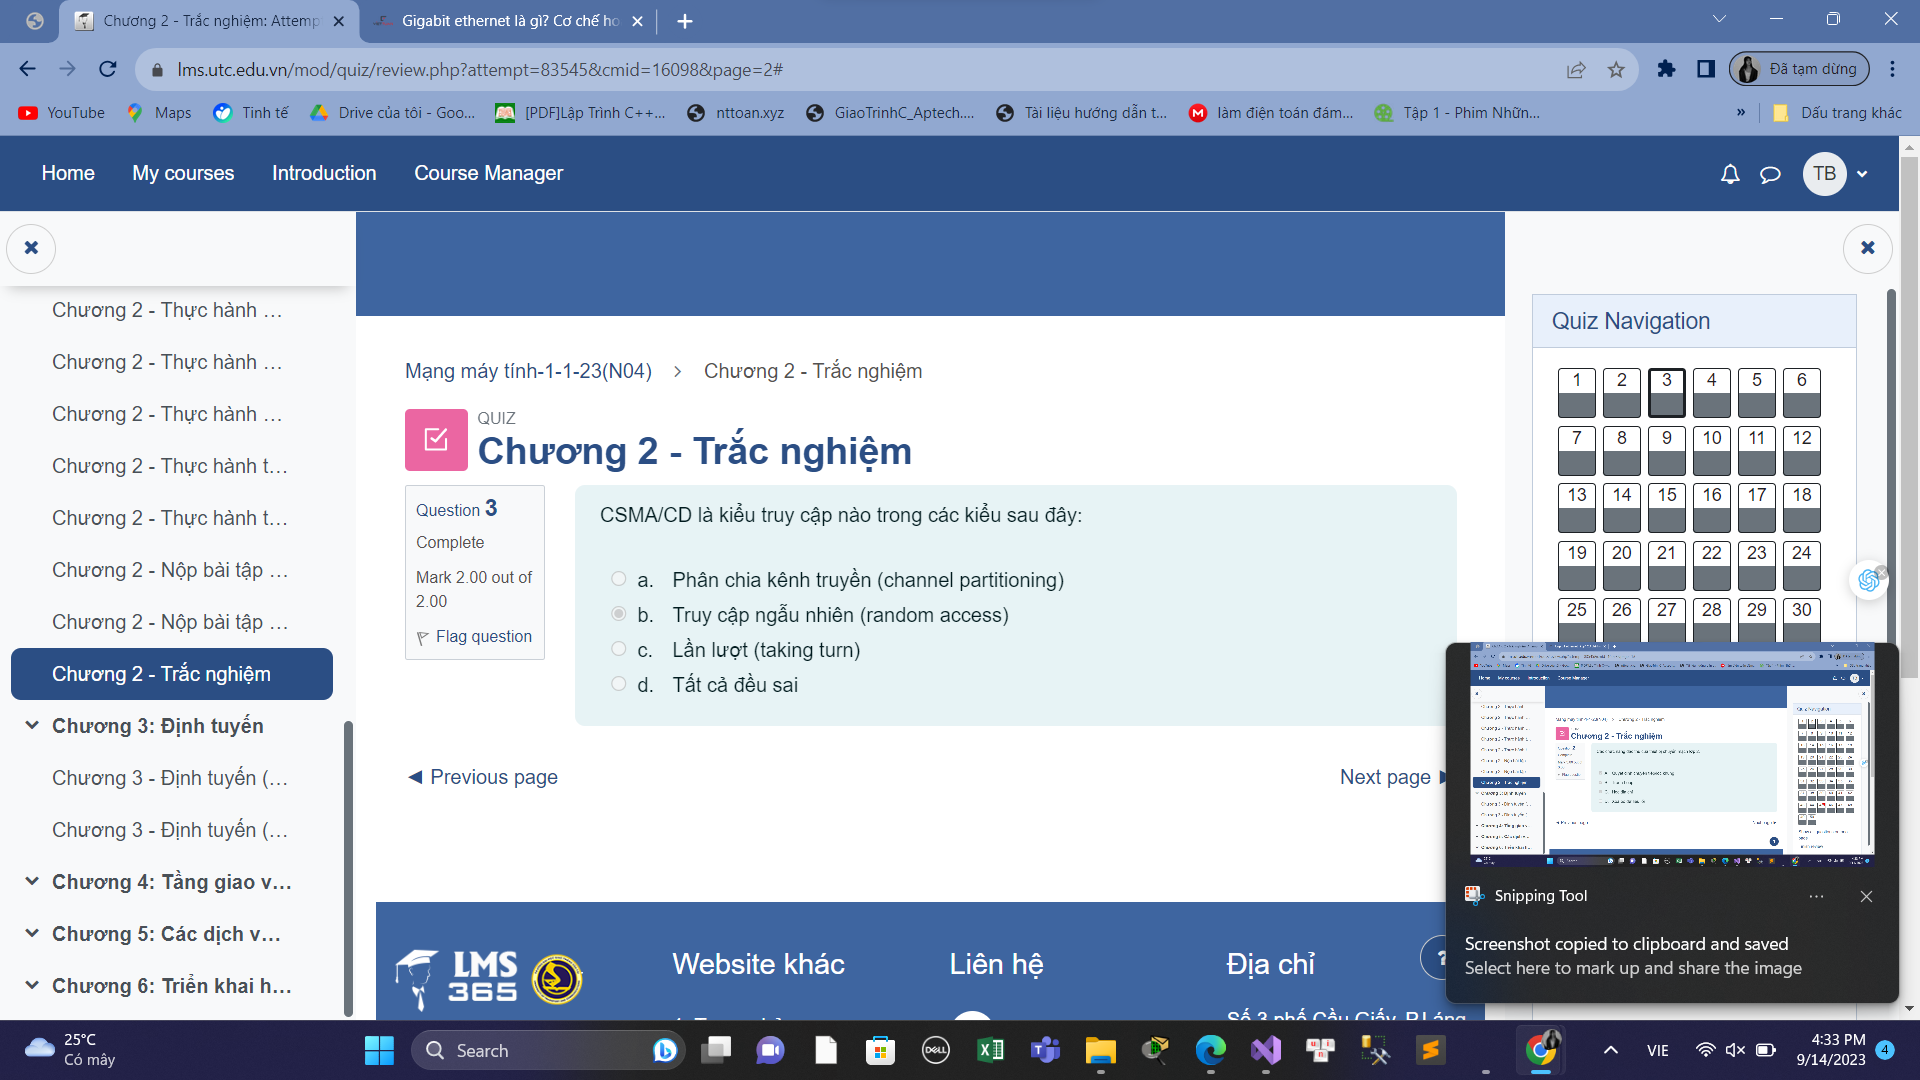 Chương 2 - Trắc nghiệm: Attemp
Gigabit ethernet là gì? Cơ chế ho
lms.utc.edu.vn/mod/quiz/review.php?attempt=83545&cmid=16098&page=2#
Đã tạm dừng
YouTube
Maps
Tinh tế
Drive của tôi - Goo...
[PDF]Lập Trình C++...
nttoan.xyz
GiaoTrinhC_Aptech....
Tài liệu hướng dẫn t...
làm điện toán đám...
Tập 1 - Phim Nhữn...
»
Dấu trang khác
Home
My courses
Introduction
Course Manager
TB
Chương 2 - Thực hành ...
Chương 2 - Thực hành ...
Chương 2 - Thực hành ...
Chương 2 - Thực hành t...
Chương 2 - Thực hành t...
Chương 2 - Nộp bài tập ...
Chương 2 - Nộp bài tập ...
Chương 2 - Trắc nghiệm
Chương 3: Định tuyến
Chương 3 - Định tuyến (...
Chương 3 - Định tuyến (...
Chương 4: Tầng giao v...
Chương 5: Các dịch v...
Chương 6: Triển khai h...
Mạng máy tính-1-1-23(N04)
Chương 2 - Trắc nghiệm
QUIZ
Chương 2 - Trắc nghiệm
Question 3
Complete
Mark 2.00 out of
2.00
Flag question
CSMA/CD là kiểu truy cập nào trong các kiểu sau đây:
a. Phân chia kênh truyền (channel partitioning)
b. Truy cập ngẫu nhiên (random access)
c. Lần lượt (taking turn)
d. Tất cả đều sai
◄ Previous page
Next page ►
Quiz Navigation
1 2 3 4 5 6
7 8 9 10 11 12
13 14 15 16 17 18
19 20 21 22 23 24
25 26 27 28 29 30
LMS
365
Website khác
Liên hệ
Địa chỉ
?
Số 3 phố Cầu Giấy, P.Láng
Chương 2 - Trắc nghiệm
Snipping Tool
Screenshot copied to clipboard and saved
Select here to mark up and share the image
25°C
Có mây
Search
DELL
VIE
4:33 PM
9/14/2023
4